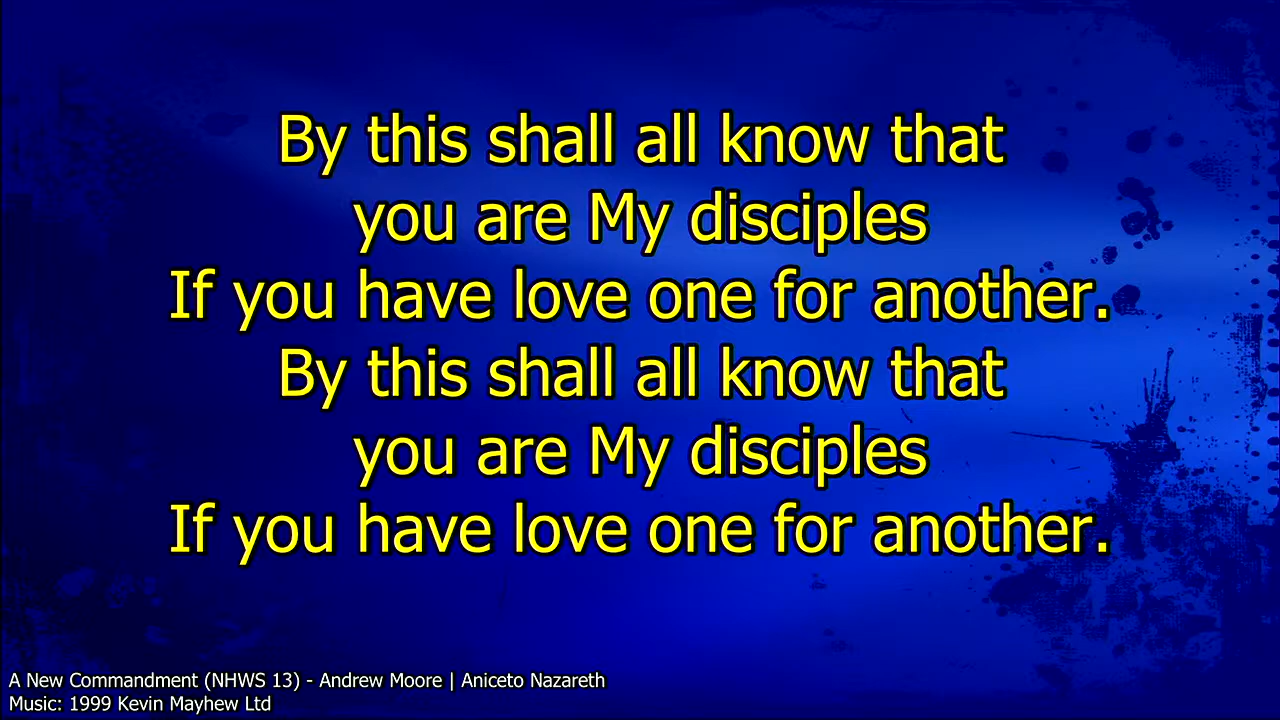 By this shall all know that
you are My disciples
If you have love one for another.
By this shall all know that
you are My disciples
If you have love one for another.
A New Commandment (NHWS 13) - Andrew Moore | Aniceto Nazareth
Music: 1999 Kevin Mayhew Ltd